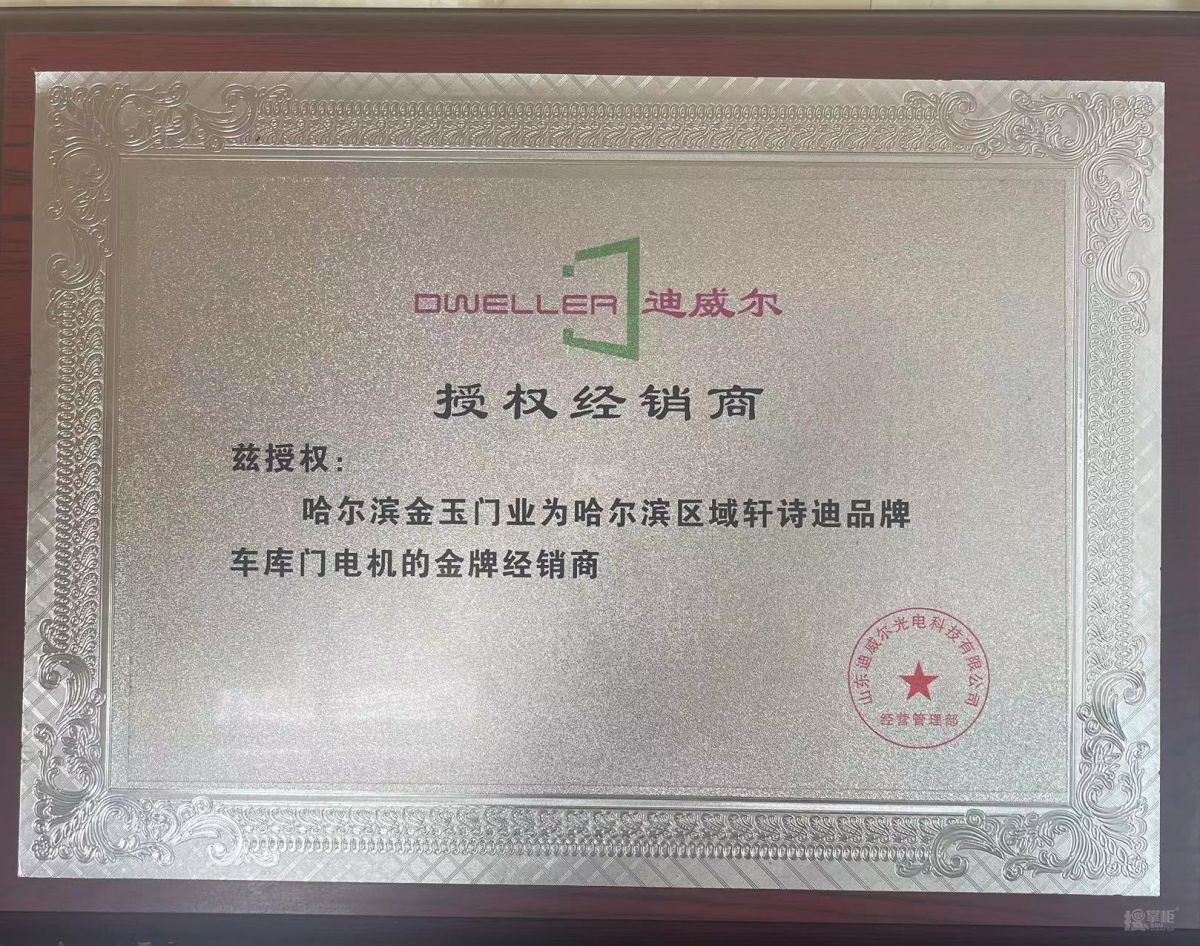 DWELLER 迪威尔
授权经销商
兹授权：
哈尔滨金玉门业为哈尔滨区域轩诗迪品牌
车库门电机的金牌经销商
山东迪威尔光电科技有限公司
经营管理部
搜掌柜